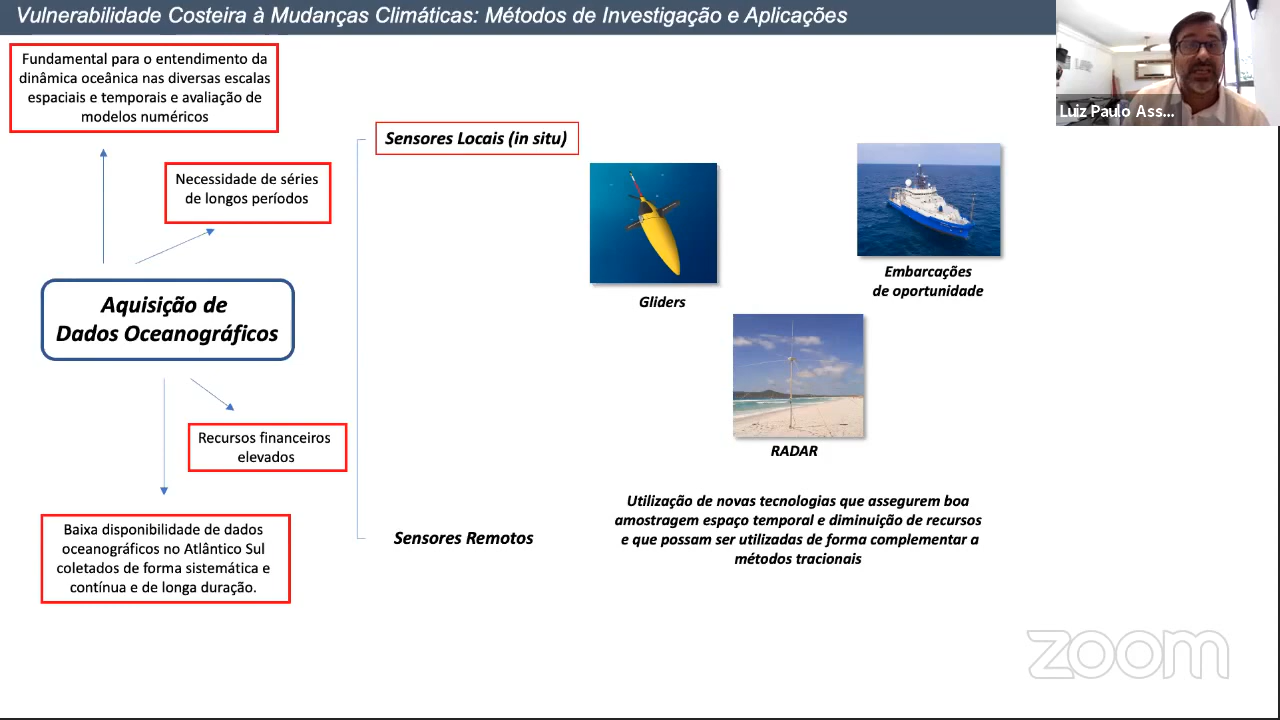 Vulnerabilidade Costeira à Mudanças Climáticas: Métodos de Investigação e Aplicações
Luiz Paulo Ass...
Fundamental para o entendimento da
dinâmica oceânica nas diversas escalas
espaciais e temporais e avaliação de
modelos numéricos
Necessidade de séries
de longos períodos
Aquisição de
Dados Oceanográficos
Recursos financeiros
elevados
Baixa disponibilidade de dados
oceanográficos no Atlântico Sul
coletados de forma sistemática e
contínua e de longa duração.
Sensores Locais (in situ)
Gliders
Embarcações
de oportunidade
RADAR
Sensores Remotos
Utilização de novas tecnologias que assegurem boa
amostragem espaço temporal e diminuição de recursos
e que possam ser utilizadas de forma complementar a
métodos tracionais
zoom